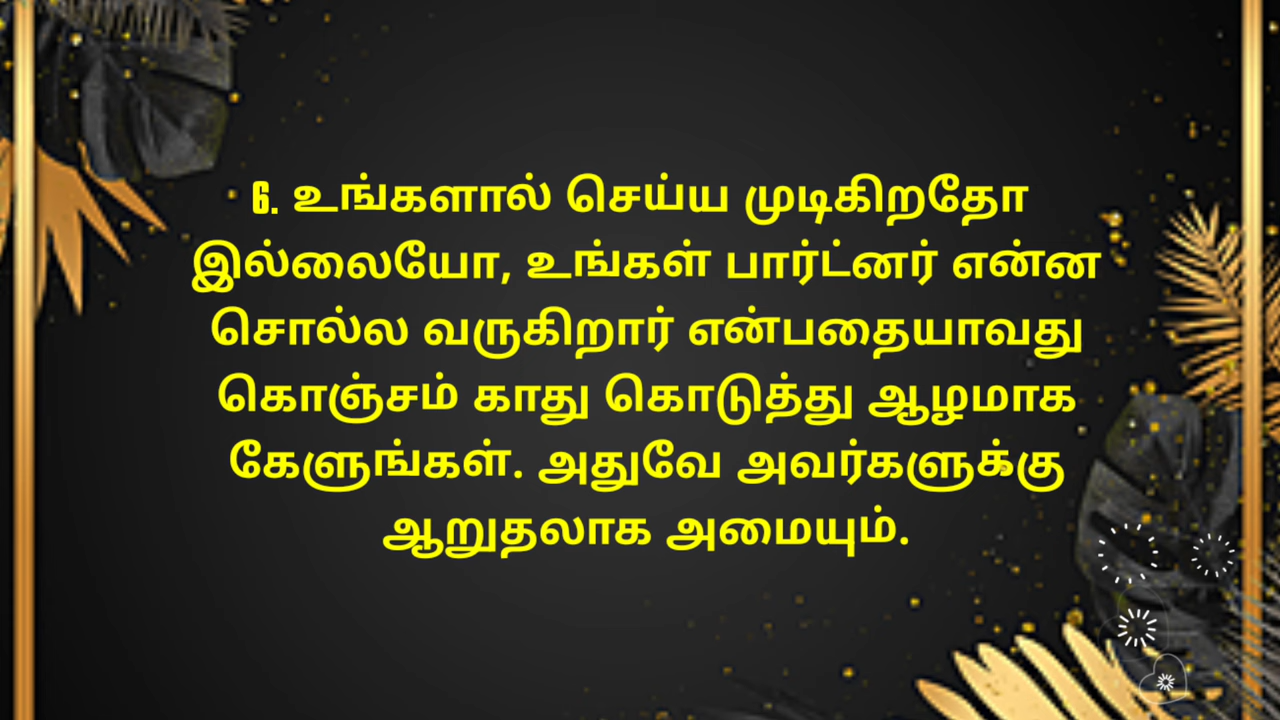 6. உங்களால் செய்ய முடிகிறதோ
இல்லையோ, உங்கள் பார்ட்னர் என்ன
சொல்ல வருகிறார் என்பதையாவது
கொஞ்சம் காது கொடுத்து ஆழமாக
கேளுங்கள். அதுவே அவர்களுக்கு
ஆறுதலாக அமையும்.